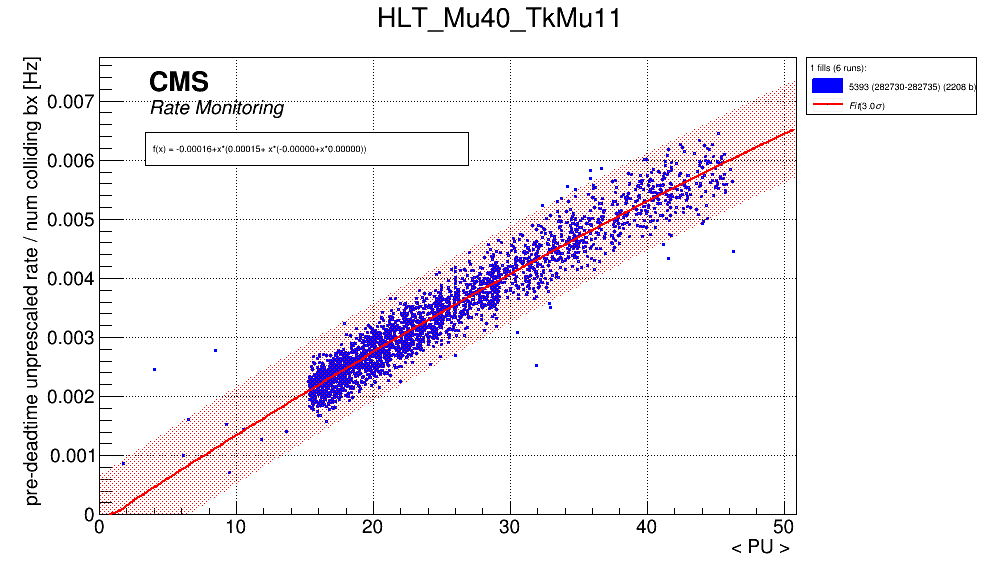 HLT_Mu40_TkMu11
pre-deadtime unprescaled rate / num colliding bx [Hz]
CMS
Rate Monitoring
f(x) = -0.00016+x*(0.00015+ x*(-0.00000+x*0.00000))
1 fills (6 runs):
5393 (282730-282735) (2208 b)
Fit(3.0σ)
0.007
0.006
0.005
0.004
0.003
0.002
0.001
0
0 10 20 30 40 50
< PU >